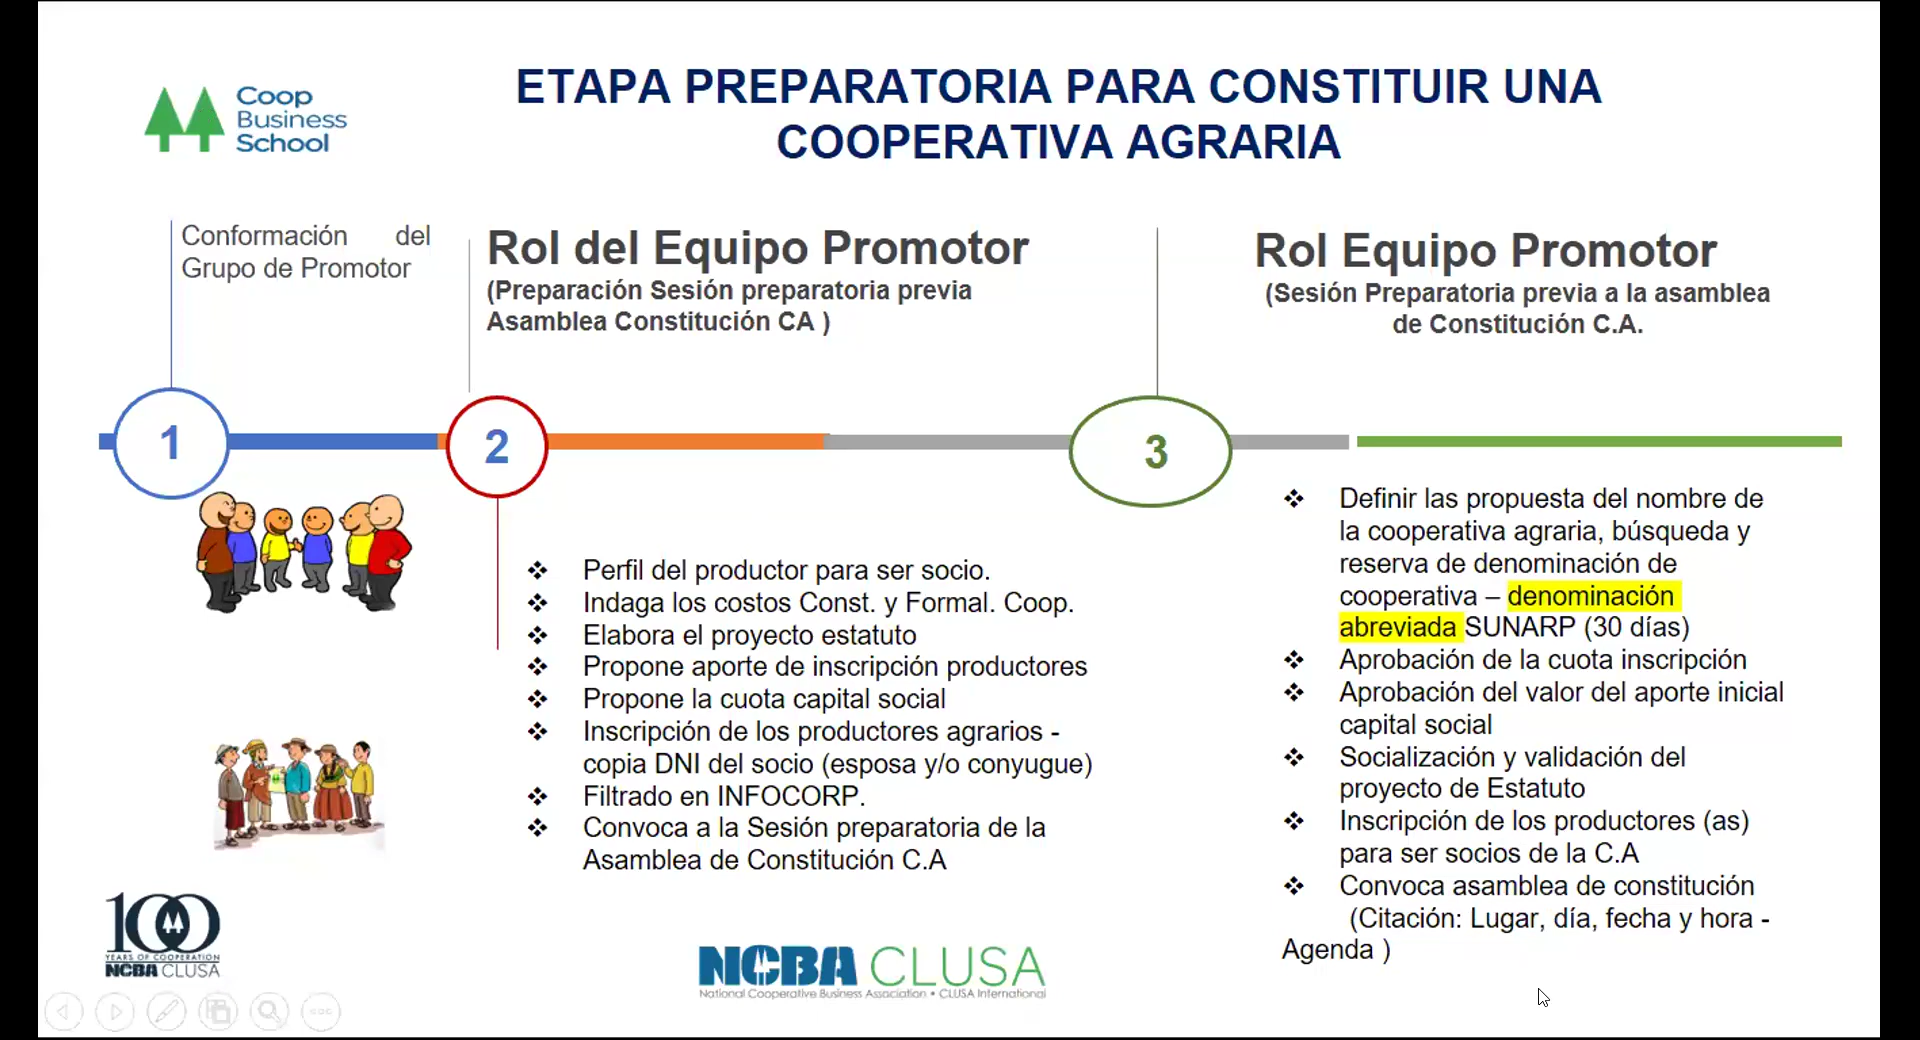 Coop
Business
School
ETAPA PREPARATORIA PARA CONSTITUIR UNA
COOPERATIVA AGRARIA
Conformación del
Grupo de Promotor
Rol del Equipo Promotor
(Preparación Sesión preparatoria previa
Asamblea Constitución CA )
Rol Equipo Promotor
(Sesión Preparatoria previa a la asamblea
de Constitución C.A.
1
2
3
❖ Perfil del productor para ser socio.
❖ Indaga los costos Const. y Formal. Coop.
❖ Elabora el proyecto estatuto
❖ Propone aporte de inscripción productores
❖ Propone la cuota capital social
❖ Inscripción de los productores agrarios -
copia DNI del socio (esposa y/o conyugue)
❖ Filtrado en INFOCORP.
❖ Convoca a la Sesión preparatoria de la
Asamblea de Constitución C.A
❖ Definir las propuesta del nombre de
la cooperativa agraria, búsqueda y
reserva de denominación de
cooperativa – denominación
abreviada SUNARP (30 días)
❖ Aprobación de la cuota inscripción
❖ Aprobación del valor del aporte inicial
capital social
❖ Socialización y validación del
proyecto de Estatuto
❖ Inscripción de los productores (as)
para ser socios de la C.A
❖ Convoca asamblea de constitución
(Citación: Lugar, día, fecha y hora -
Agenda )
100
YEARS OF COOPERATION
NCBA CLUSA
NCBA CLUSA
National Cooperative Business Association • CLUSA International